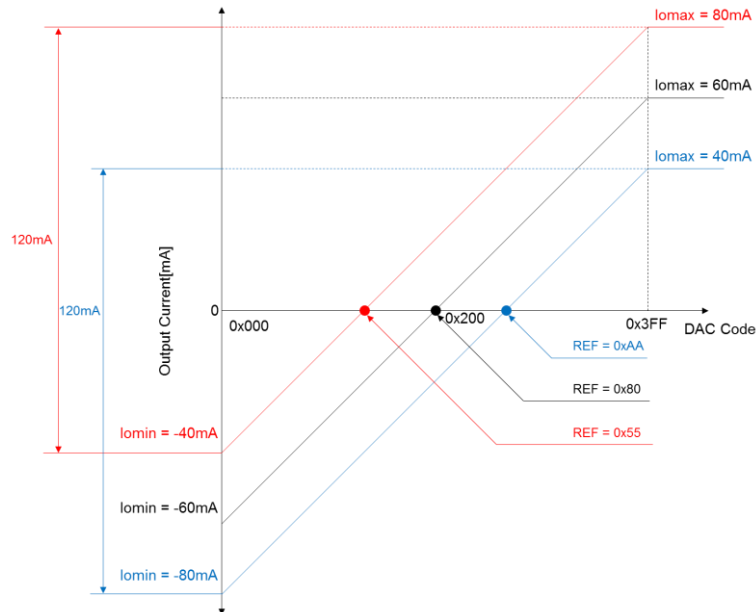 Iomax = 80mA
Iomax = 60mA
Iomax = 40mA
120mA
120mA
Output Current[mA]
0
0x000
0x200
0x3FF
DAC Code
REF = 0xAA
REF = 0x80
REF = 0x55
Iomin = -40mA
Iomin = -60mA
Iomin = -80mA